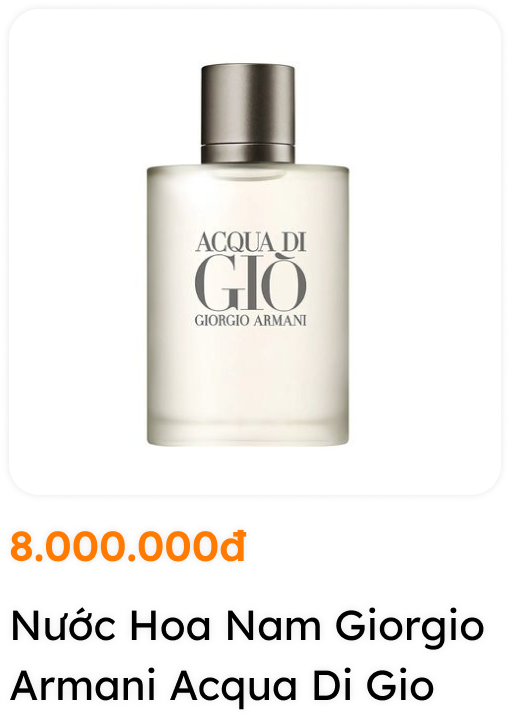 ACQUA DI
GIÒ
GIORGIO ARMANI
8.000.000đ
Nước Hoa Nam Giorgio
Armani Acqua Di Gio